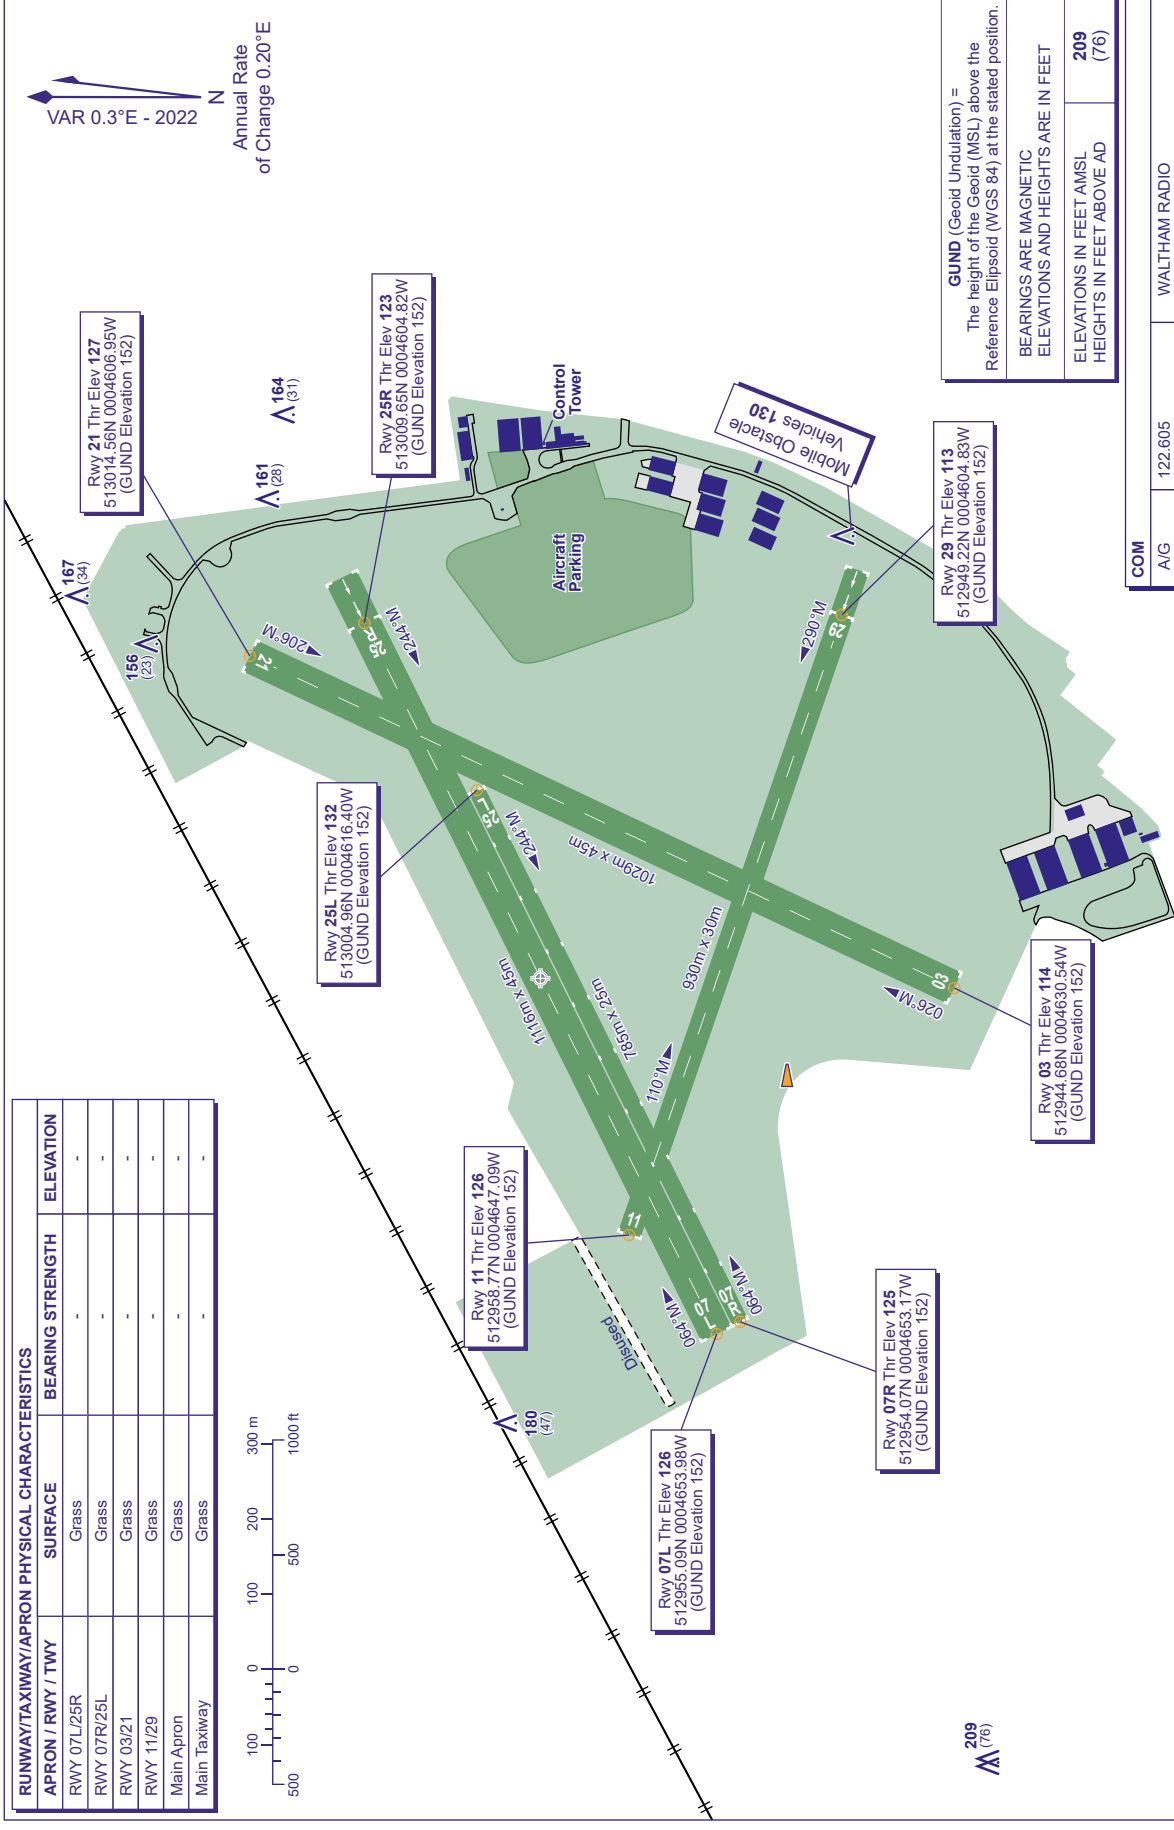 RUNWAY/TAXIWAY/APRON PHYSICAL CHARACTERISTICS
APRON / RWY / TWY SURFACE BEARING STRENGTH ELEVATION
RWY 07L/25R Grass - -
RWY 07R/25L Grass - -
RWY 03/21 Grass - -
RWY 11/29 Grass - -
Main Apron Grass - -
Main Taxiway Grass - -
100 0 100 200 300 m
500 0 500 1000 ft
VAR 0.3°E - 2022
N
Annual Rate
of Change 0.20°E
Rwy 21 Thr Elev 127
513014.56N 0004606.95W
(GUND Elevation 152)
167
(34)
156
(23)
161
(28)
164
(31)
Rwy 25R Thr Elev 123
513009.65N 0004604.82W
(GUND Elevation 152)
Rwy 25L Thr Elev 132
513004.96N 0004616.40W
(GUND Elevation 152)
Rwy 11 Thr Elev 126
512958.77N 0004647.09W
(GUND Elevation 152)
180
(47)
Rwy 07L Thr Elev 126
512955.09N 0004653.98W
(GUND Elevation 152)
Rwy 07R Thr Elev 125
512954.07N 0004653.17W
(GUND Elevation 152)
Rwy 03 Thr Elev 114
512944.68N 0004630.54W
(GUND Elevation 152)
Rwy 29 Thr Elev 113
512949.22N 0004604.83W
(GUND Elevation 152)
209
(76)
21
206°M
25
R
244°M
25
L
244°M
1116m x 45m
785m x 25m
1029m x 45m
930m x 30m
110°M
290°M
29
11
07
L
064°M
07
R
064°M
03
026°M
Disused
Aircraft
Parking
Control
Tower
Mobile Obstacle
Vehicles 130
GUND (Geoid Undulation) =
The height of the Geoid (MSL) above the
Reference Elipsoid (WGS 84) at the stated position.
BEARINGS ARE MAGNETIC
ELEVATIONS AND HEIGHTS ARE IN FEET
ELEVATIONS IN FEET AMSL 209
HEIGHTS IN FEET ABOVE AD (76)
COM
A/G 122.605 WALTHAM RADIO